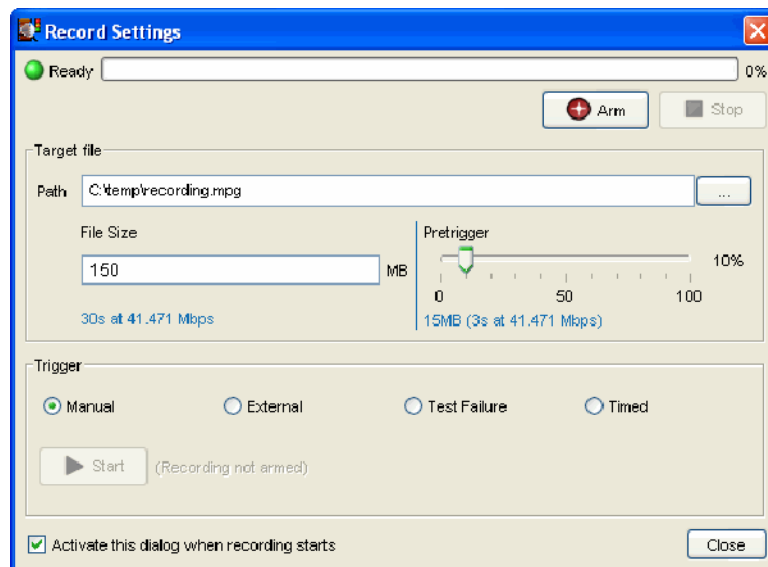 Record Settings
Ready 0%
Arm Stop
Target file
Path C:\temp\recording.mpg ...
File Size Pretrigger
150 MB 10%
0 50 100
30s at 41.471 Mbps 15MB (3s at 41.471 Mbps)
Trigger
Manual External Test Failure Timed
Start (Recording not armed)
Activate this dialog when recording starts Close